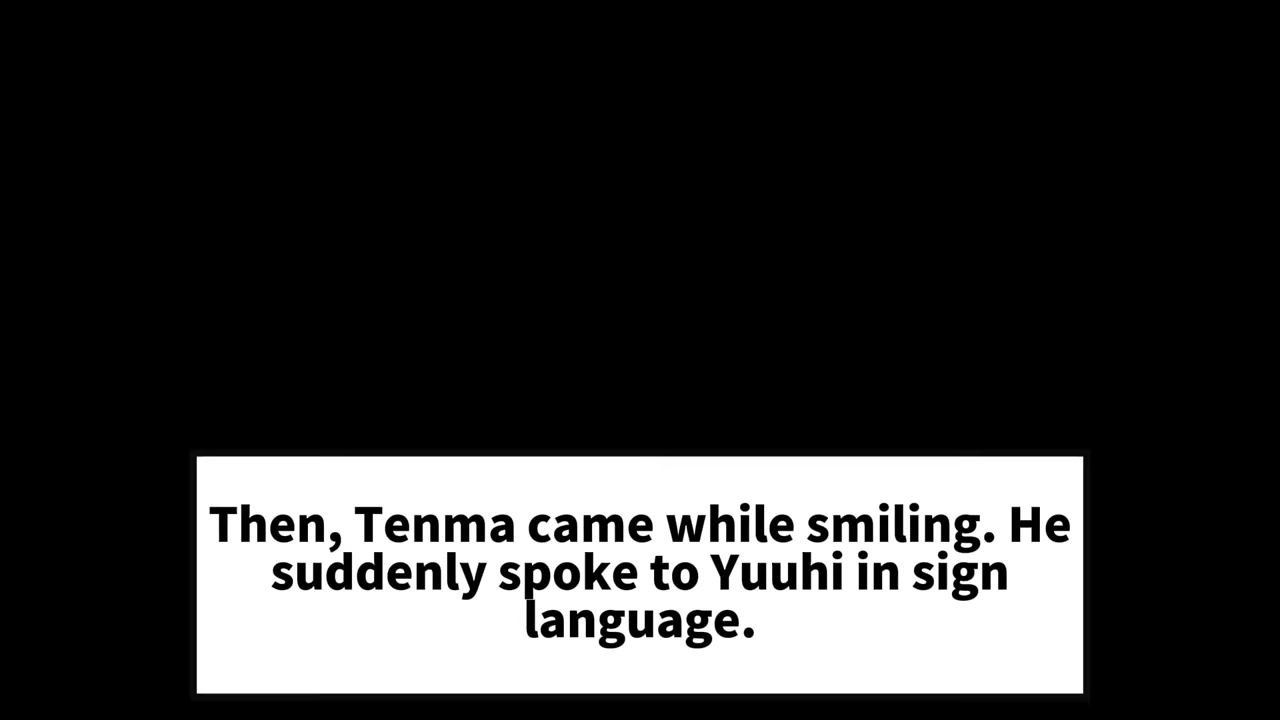 Then, Tenma came while smiling. He
suddenly spoke to Yuuhi in sign
language.